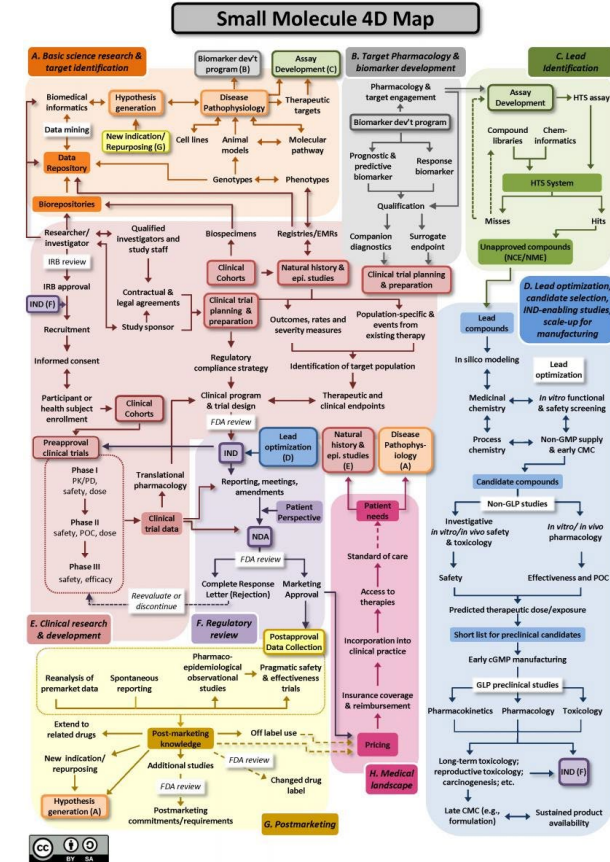 Small Molecule 4D Map
A. Basic science research &
target identification
Biomarker dev't
program (B)
Assay
Development (C)
Biomedical
informatics
Hypothesis
generation
Disease
Pathophysiology
Therapeutic
targets
Data mining
New indication/
Repurposing (G)
Cell lines
Animal
models
Molecular
pathway
Data
Repository
Genotypes
Phenotypes
Biorepositories
B. Target Pharmacology &
biomarker development
Pharmacology &
target engagement
Biomarker dev't program
Prognostic &
predictive
biomarker
Response
biomarker
Qualification
Companion
diagnostics
Surrogate
endpoint
Clinical trial planning
& preparation
C. Lead
Identification
Assay
Development
HTS assay
Compound
libraries
Chem-
informatics
HTS System
Misses
Hits
Unapproved compounds
(NCE/NME)
D. Lead optimization,
candidate selection,
IND-enabling studies,
scale-up for
manufacturing
Lead
compounds
In silico modeling
Lead
optimization
Medicinal
chemistry
In vitro functional
& safety screening
Process
chemistry
Non-GMP supply
& early CMC
Candidate compounds
Non-GLP studies
Investigative
in vitro/in vivo safety
& toxicology
In vitro/ in vivo
pharmacology
Safety
Effectiveness and POC
Predicted therapeutic dose/exposure
Short list for preclinical candidates
Early cGMP manufacturing
GLP preclinical studies
Pharmacokinetics
Pharmacology
Toxicology
Long-term toxicology;
reproductive toxicology;
carcinogenesis; etc.
IND (F)
Late CMC (e.g.,
formulation)
Sustained product
availability
Researcher/
investigator
Qualified
investigators and
study staff
Biospecimens
Registries/EMRs
IRB review
IRB approval
Clinical
Cohorts
Natural history &
epi. studies
IND (F)
Contractual &
legal agreements
Clinical trial
planning &
preparation
Recruitment
Study sponsor
Outcomes, rates and
severity measures
Population-specific &
events from
existing therapy
Informed consent
Regulatory
compliance strategy
Identification of target population
Participant or
health subject
enrollment
Clinical
Cohorts
Clinical program
& trial design
Therapeutic and
clinical endpoints
FDA review
Preapproval
clinical trials
IND
Lead
optimization
(D)
Natural
history &
epi. studies
(E)
Disease
Pathophys-
iology
(A)
Phase I
PK/PD,
safety, dose
Translational
pharmacology
Reporting, meetings,
amendments
Phase II
safety, POC, dose
Clinical
trial data
Patient
Perspective
Patient
needs
NDA
Phase III
safety, efficacy
FDA review
Standard of care
Reevaluate or
discontinue
Complete Response
Letter (Rejection)
Marketing
Approval
Access to
therapies
E. Clinical research
& development
F. Regulatory
review
Postapproval
Data Collection
Incorporation into
clinical practice
Reanalysis of
premarket data
Spontaneous
reporting
Pharmaco-
epidemiological
observational
studies
Pragmatic safety
& effectiveness
trials
Insurance coverage
& reimbursement
Extend to
related drugs
Post-marketing
knowledge
Off label use
Pricing
New indication/
repurposing
Additional studies
FDA review
H. Medical
landscape
FDA review
Changed drug
label
Hypothesis
generation (A)
Postmarketing
commitments/requirements
G. Postmarketing
cc
BY SA